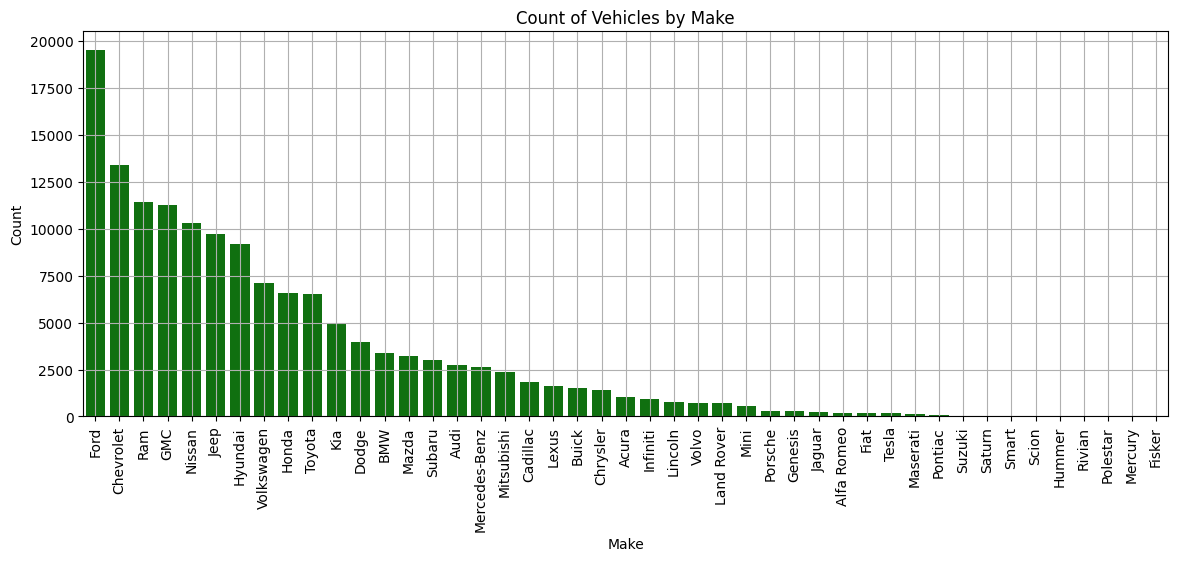 Count of Vehicles by Make
20000
17500
15000
12500
10000
7500
5000
2500
0
Count
Ford
Chevrolet
Ram
GMC
Nissan
Jeep
Hyundai
Volkswagen
Honda
Toyota
Kia
Dodge
BMW
Mazda
Subaru
Audi
Mercedes-Benz
Mitsubishi
Cadillac
Lexus
Buick
Chrysler
Acura
Infiniti
Lincoln
Volvo
Land Rover
Mini
Porsche
Genesis
Jaguar
Alfa Romeo
Fiat
Tesla
Maserati
Pontiac
Suzuki
Saturn
Smart
Scion
Hummer
Rivian
Polestar
Mercury
Fisker
Make